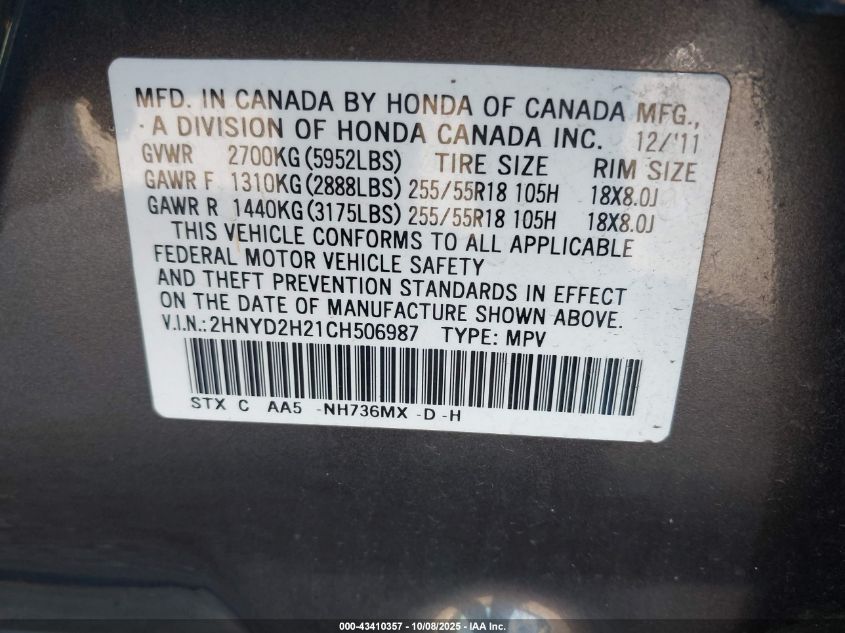 MFD. IN CANADA BY HONDA OF CANADA MFG.,
A DIVISION OF HONDA CANADA INC. 12/'11
GVWR 2700KG(5952LBS) TIRE SIZE RIM SIZE
GAWR F 1310KG(2888LBS) 255/55R18 105H 18X8.0J
GAWR R 1440KG(3175LBS) 255/55R18 105H 18X8.0J
THIS VEHICLE CONFORMS TO ALL APPLICABLE
FEDERAL MOTOR VEHICLE SAFETY
AND THEFT PREVENTION STANDARDS IN EFFECT
ON THE DATE OF MANUFACTURE SHOWN ABOVE.
V.I.N.:2HNYD2H21CH506987 TYPE: MPV
STX C AA5 -NH736MX -D -H
000-43410357 - 10/08/2025 - IAA Inc.